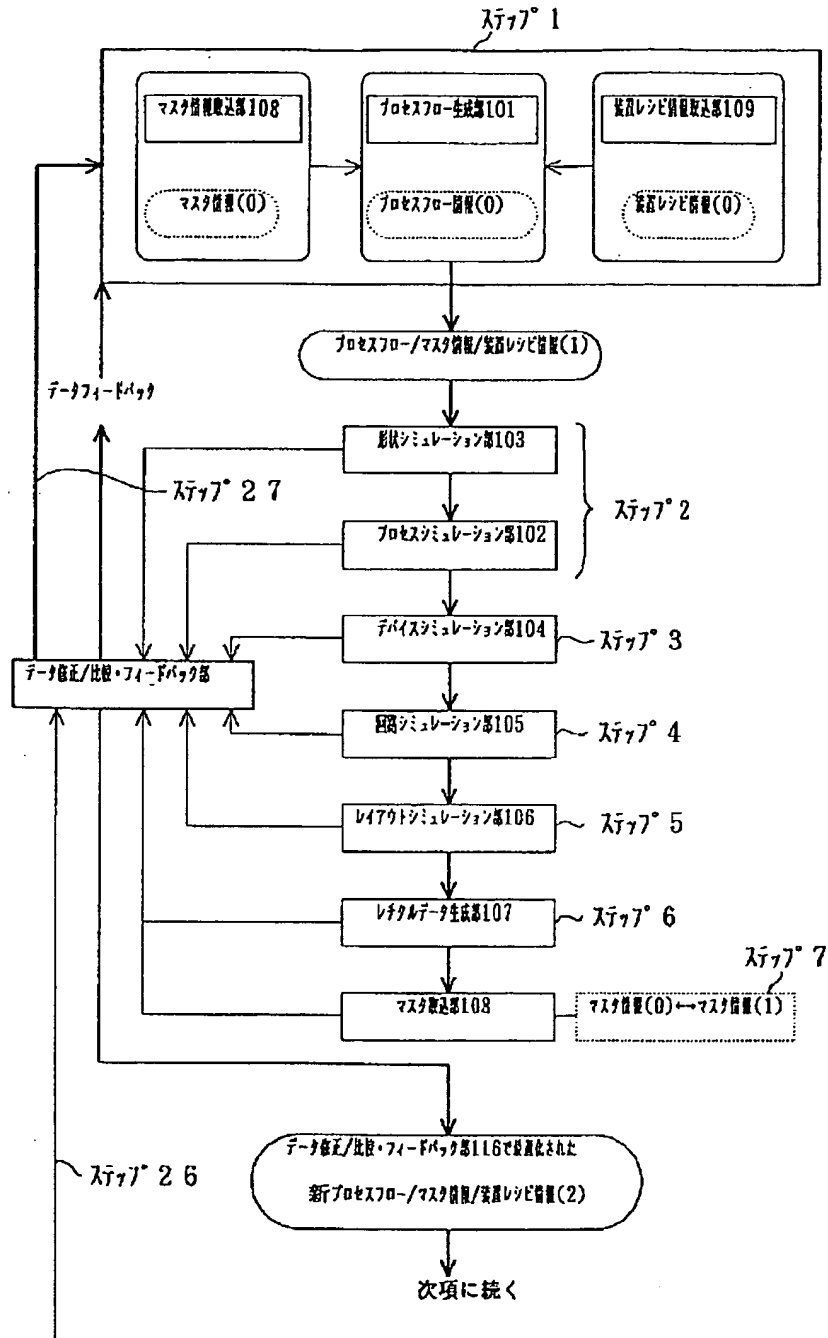 ステップ 1
マスク情報取込部108
プロセスフロー生成部101
装置レシピ情報取込部109
マスク情報(0)
プロセスフロー情報(0)
装置レシピ情報(0)
プロセスフロー/マスク情報/装置レシピ情報(1)
データフィードバック
形状シミュレーション部103
ステップ 27
ステップ 2
プロセスシミュレーション部102
デバイスシミュレーション部104
ステップ 3
データ修正/比較・フィードバック部
回路シミュレーション部105
ステップ 4
レイアウトシミュレーション部106
ステップ 5
レチクルデータ生成部107
ステップ 6
ステップ 7
マスク取込部108
マスク情報(0)↔マスク情報(1)
データ修正/比較・フィードバック部116で最適化された
新プロセスフロー/マスク情報/装置レシピ情報(2)
ステップ 26
次項に続く